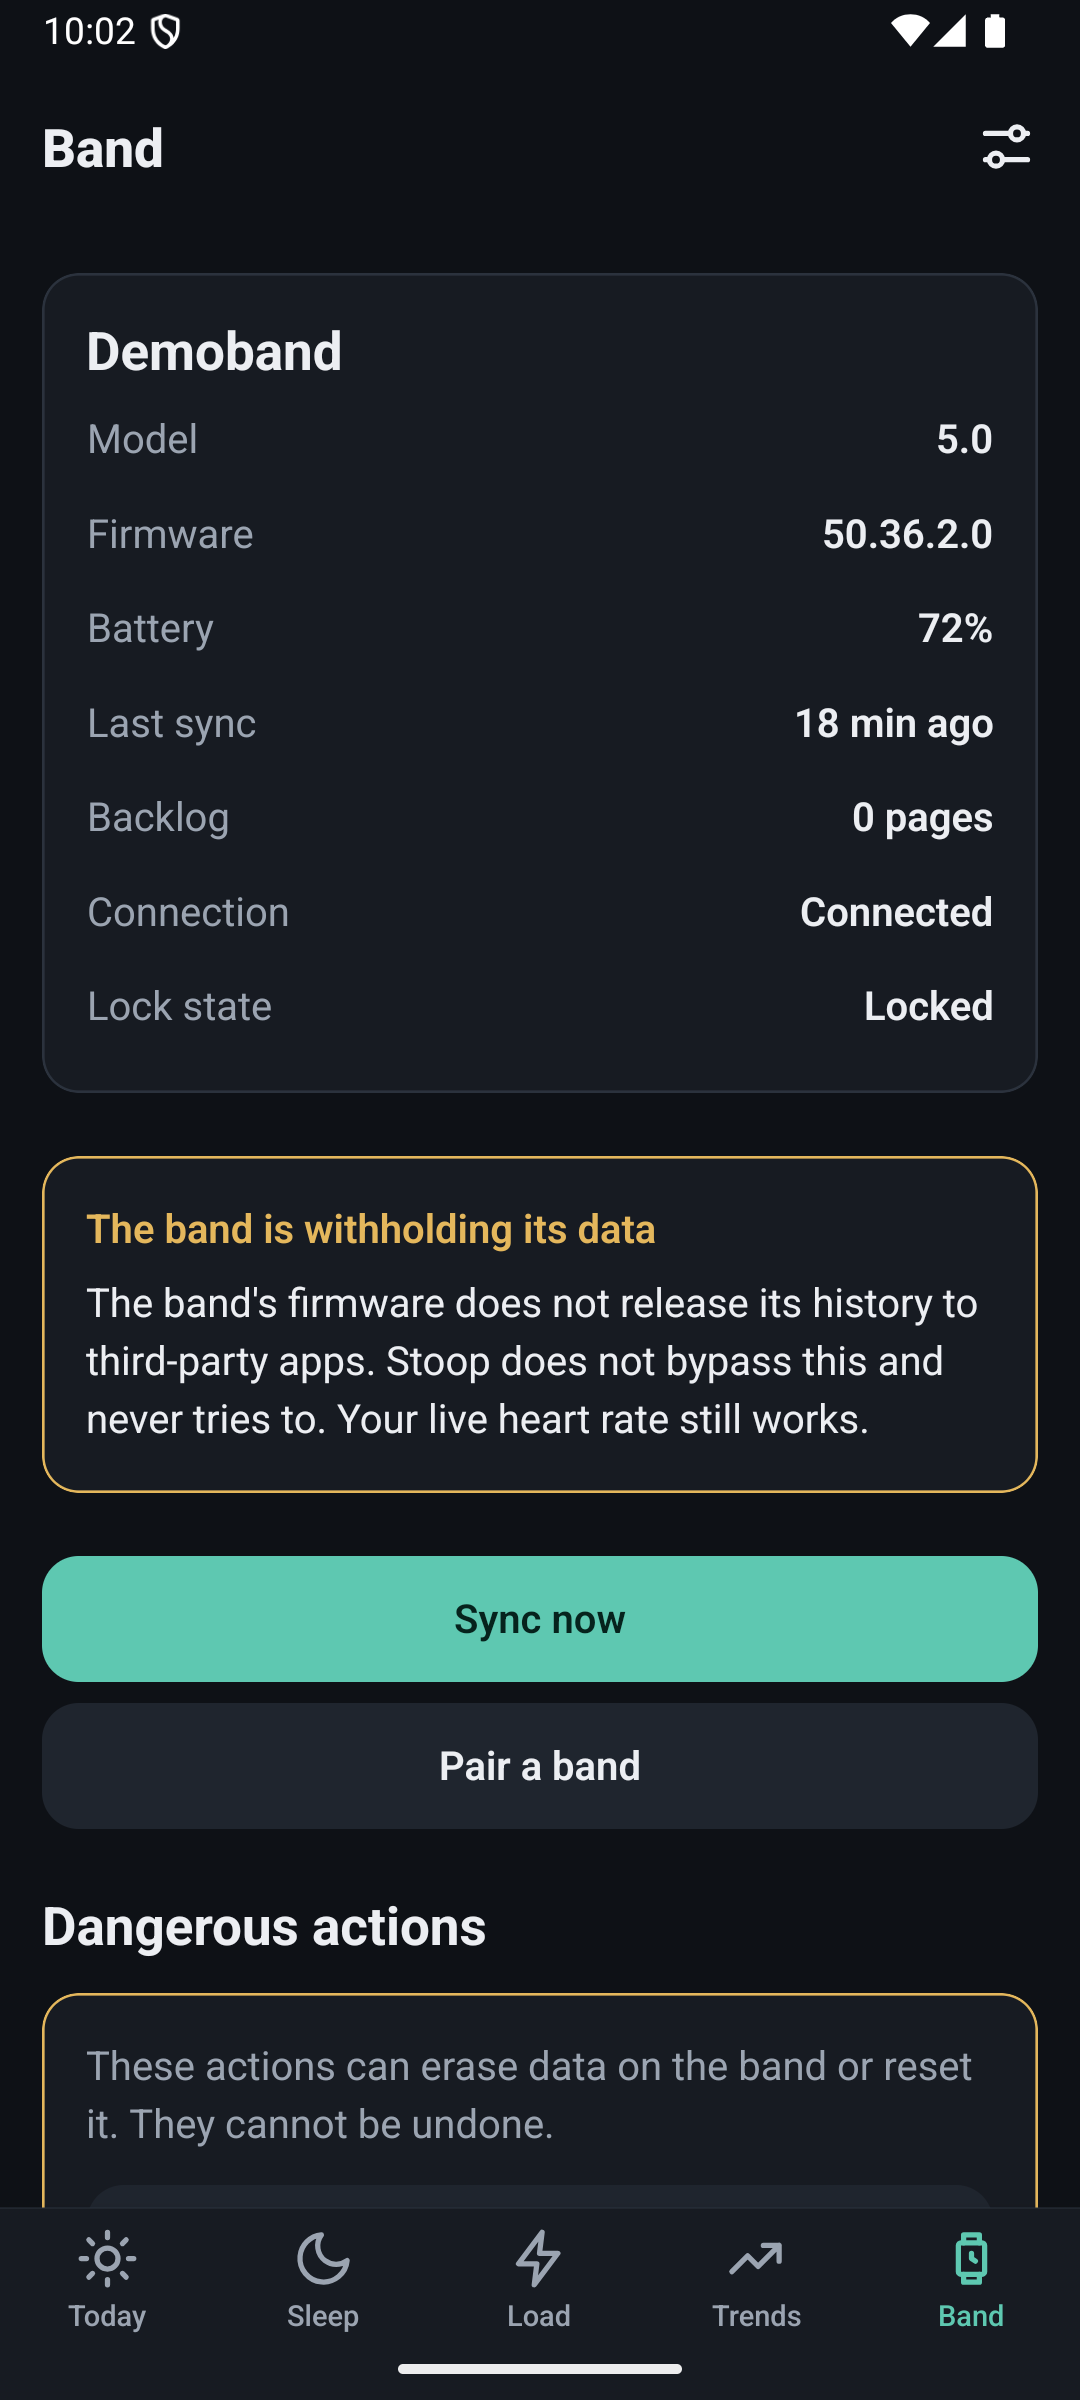 10:02
Band
Demoband
Model 5.0
Firmware 50.36.2.0
Battery 72%
Last sync 18 min ago
Backlog 0 pages
Connection Connected
Lock state Locked
The band is withholding its data
The band's firmware does not release its history to
third-party apps. Stoop does not bypass this and
never tries to. Your live heart rate still works.
Sync now
Pair a band
Dangerous actions
These actions can erase data on the band or reset
it. They cannot be undone.
Today Sleep Load Trends Band